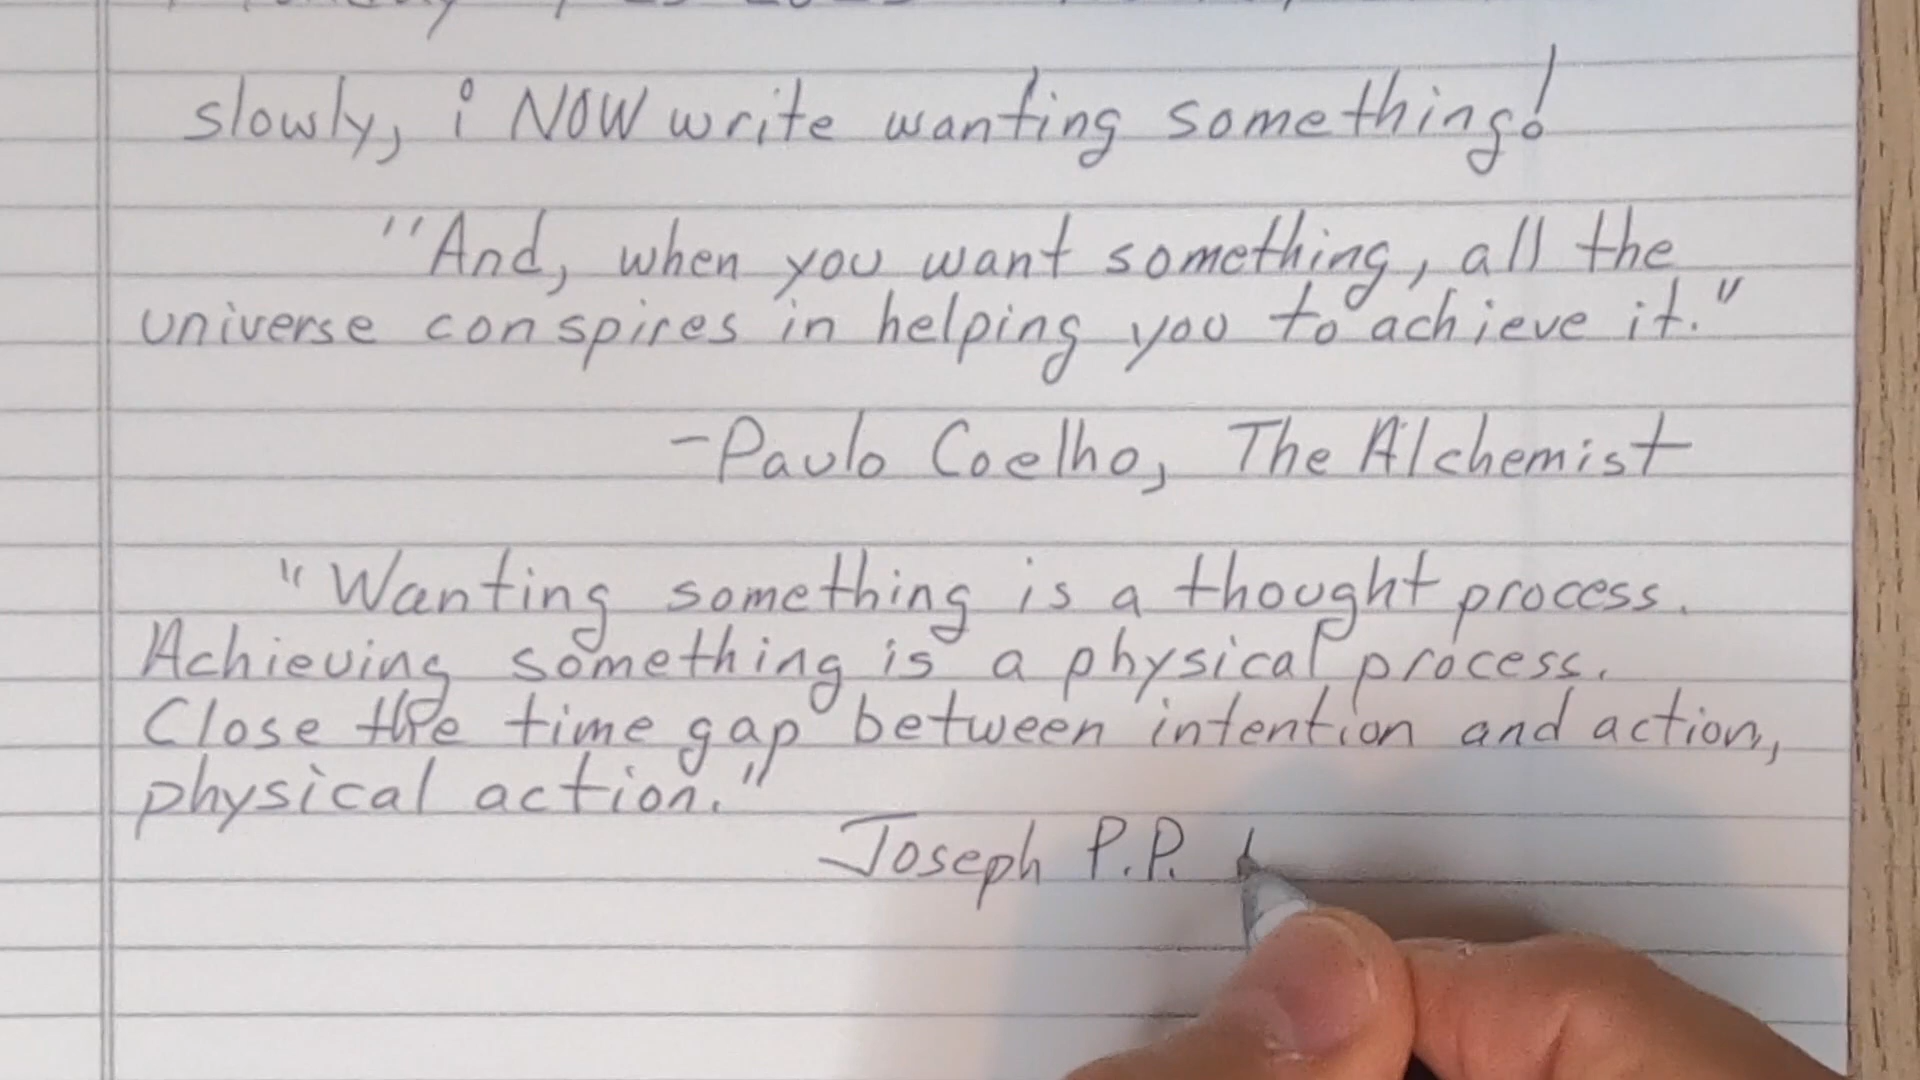 slowly, i NOW write wanting something!
"And, when you want something, all the
universe conspires in helping you to achieve it."
-Paulo Coelho, The Alchemist
"Wanting something is a thought process.
Achieving something is a physical process.
Close the time gap between intention and action,
physical action."
Joseph P.P.